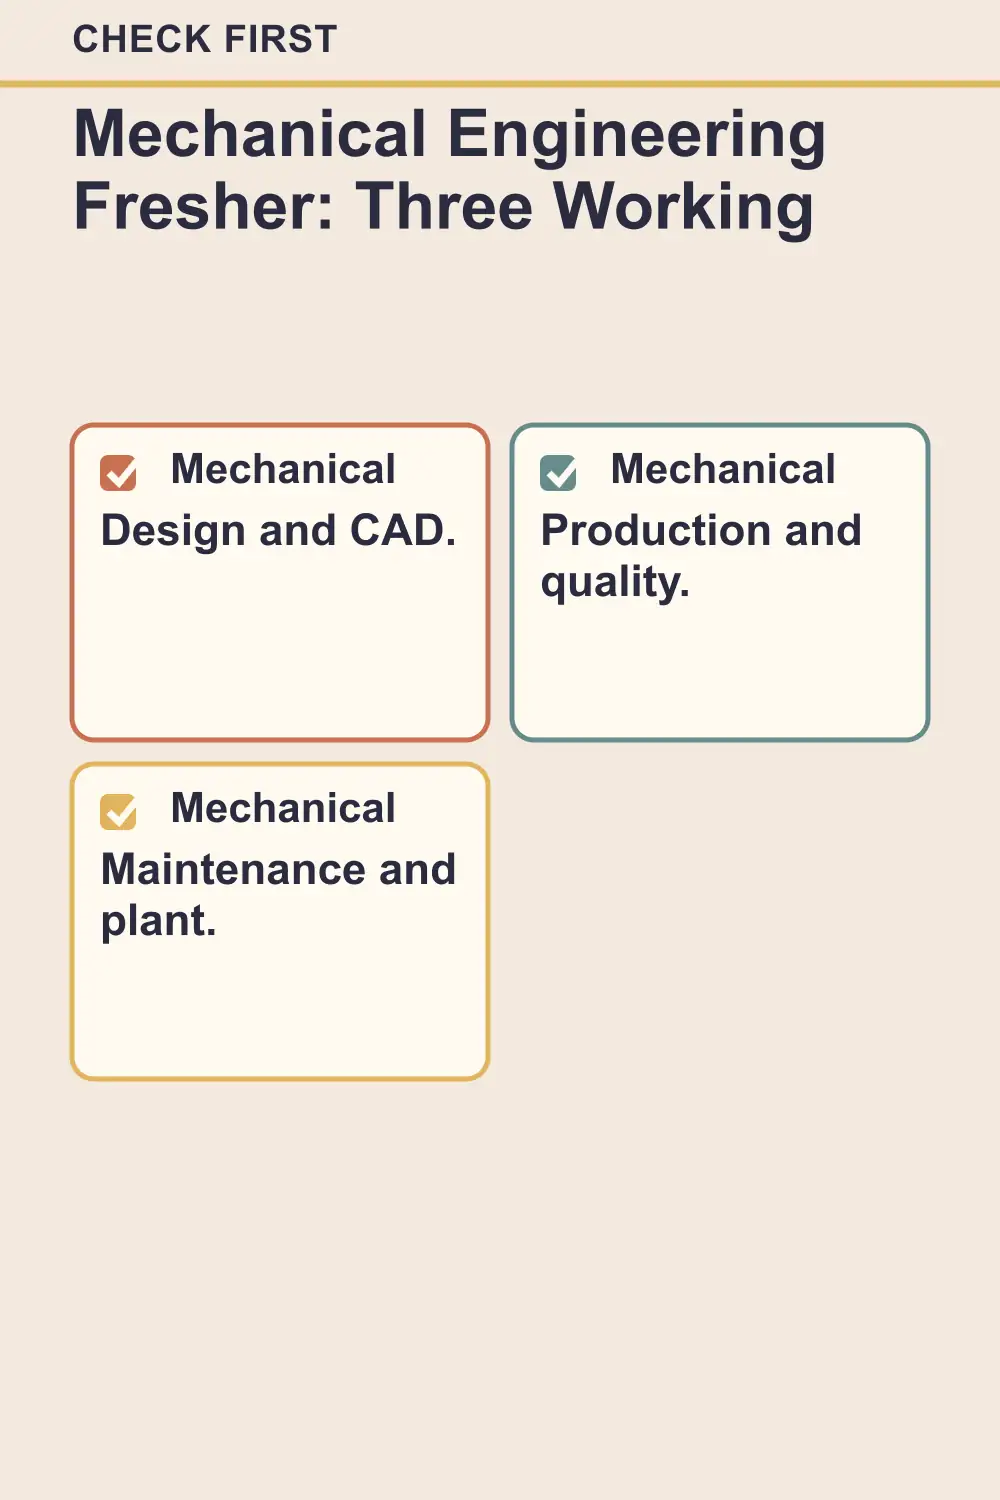 CHECK FIRST
Mechanical Engineering
Fresher: Three Working
Mechanical
Design and CAD.
Mechanical
Production and
quality.
Mechanical
Maintenance and
plant.